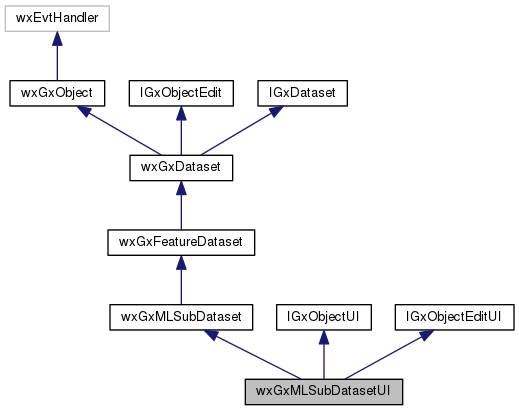 wxEvtHandler
wxGxObject
IGxObjectEdit
IGxDataset
wxGxDataset
wxGxFeatureDataset
wxGxMLSubDataset
IGxObjectUI
IGxObjectEditUI
wxGxMLSubDatasetUI